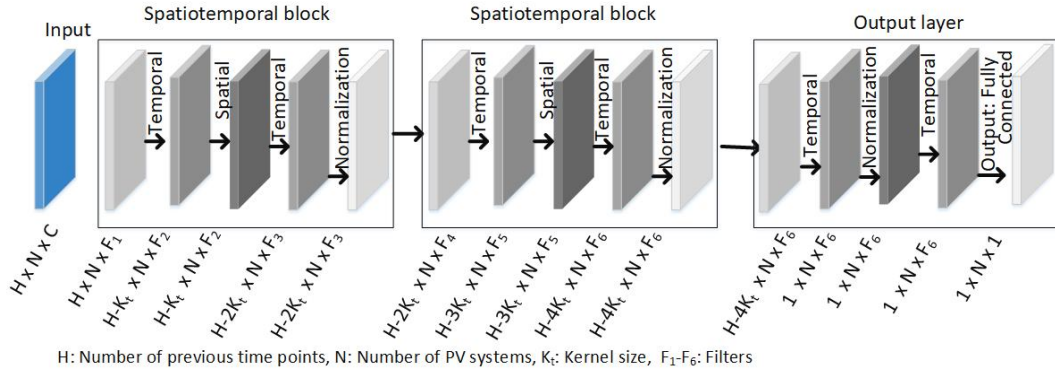 Input
Spatiotemporal block
Temporal
Spatial
Temporal
Normalization
Spatiotemporal block
Temporal
Spatial
Temporal
Normalization
Output layer
Temporal
Normalization
Temporal
Output: Fully
Connected
H x N x C
H x N x F₁
H-Kₜ x N x F₂
H-Kₜ x N x F₂
H-2Kₜ x N x F₃
H-2Kₜ x N x F₃
H-2Kₜ x N x F₄
H-3Kₜ x N x F₅
H-3Kₜ x N x F₅
H-4Kₜ x N x F₆
H-4Kₜ x N x F₆
H-4Kₜ x N x F₆
1 x N x F₆
1 x N x F₆
1 x N x F₆
1 x N x 1
H: Number of previous time points, N: Number of PV systems, Kₜ: Kernel size, F₁-F₆: Filters